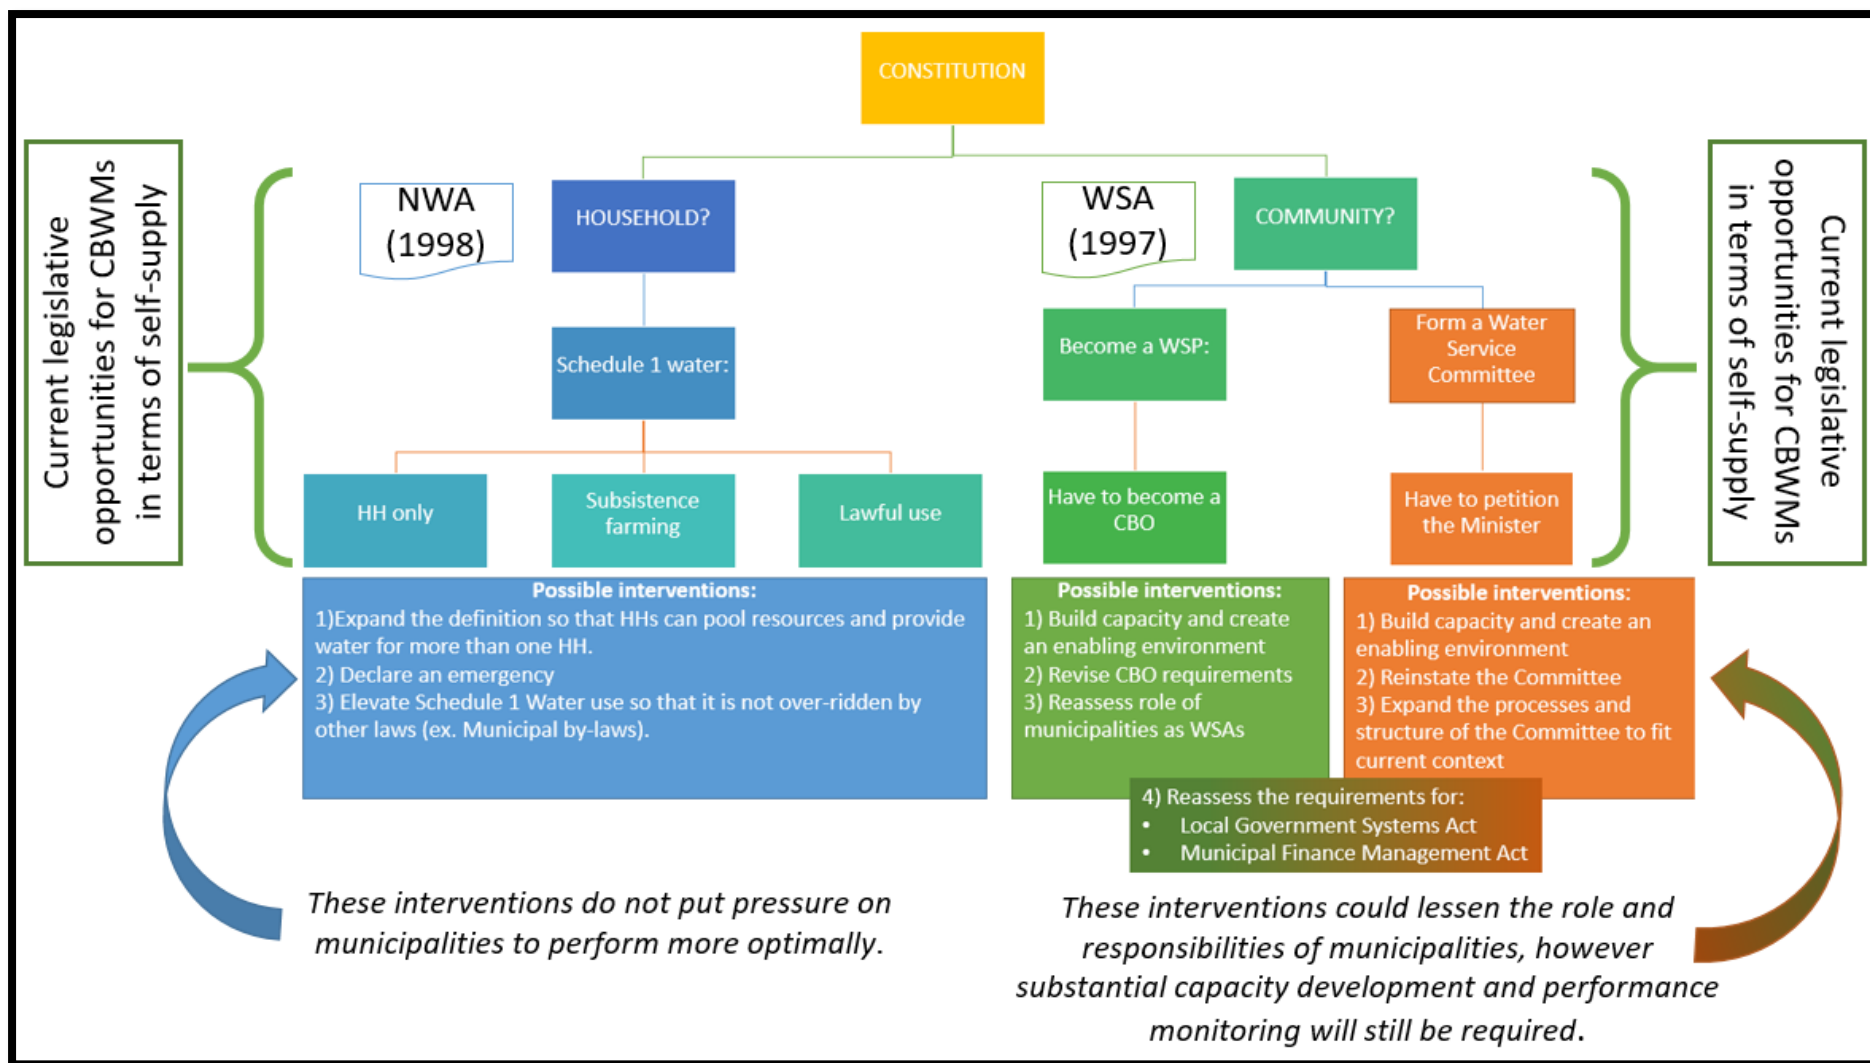 CONSTITUTION
Current legislative
opportunities for CBWMs
in terms of self-supply
NWA
(1998)
HOUSEHOLD?
WSA
(1997)
COMMUNITY?
Current legislative
opportunities for CBWMs
in terms of self-supply
Schedule 1 water:
Become a WSP:
Form a Water
Service
Committee
HH only
Subsistence
farming
Lawful use
Have to become a
CBO
Have to petition
the Minister
Possible interventions:
1)Expand the definition so that HHs can pool resources and provide
water for more than one HH.
2) Declare an emergency
3) Elevate Schedule 1 Water use so that it is not over-ridden by
other laws (ex. Municipal by-laws).
Possible interventions:
1) Build capacity and create
an enabling environment
2) Revise CBO requirements
3) Reassess role of
municipalities as WSAs
Possible interventions:
1) Build capacity and create an
enabling environment
2) Reinstate the Committee
3) Expand the processes and
structure of the Committee to fit
current context
4) Reassess the requirements for:
• Local Government Systems Act
• Municipal Finance Management Act
These interventions do not put pressure on
municipalities to perform more optimally.
These interventions could lessen the role and
responsibilities of municipalities, however
substantial capacity development and performance
monitoring will still be required.